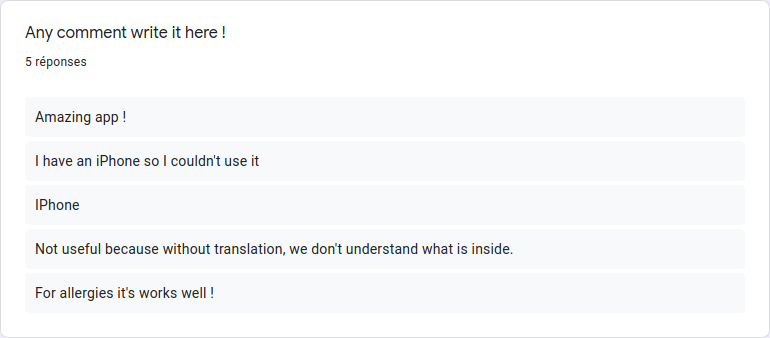 Any comment write it here !
5 réponses
Amazing app !
I have an iPhone so I couldn't use it
IPhone
Not useful because without translation, we don't understand what is inside.
For allergies it's works well !